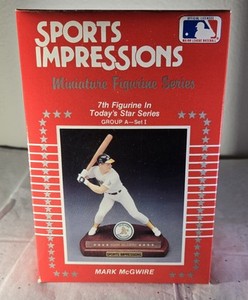 SPORTS
IMPRESSIONS
Miniature Figurine Series
7th Figurine In
Today's Star Series
GROUP A—Set 1
MARK McGWIRE